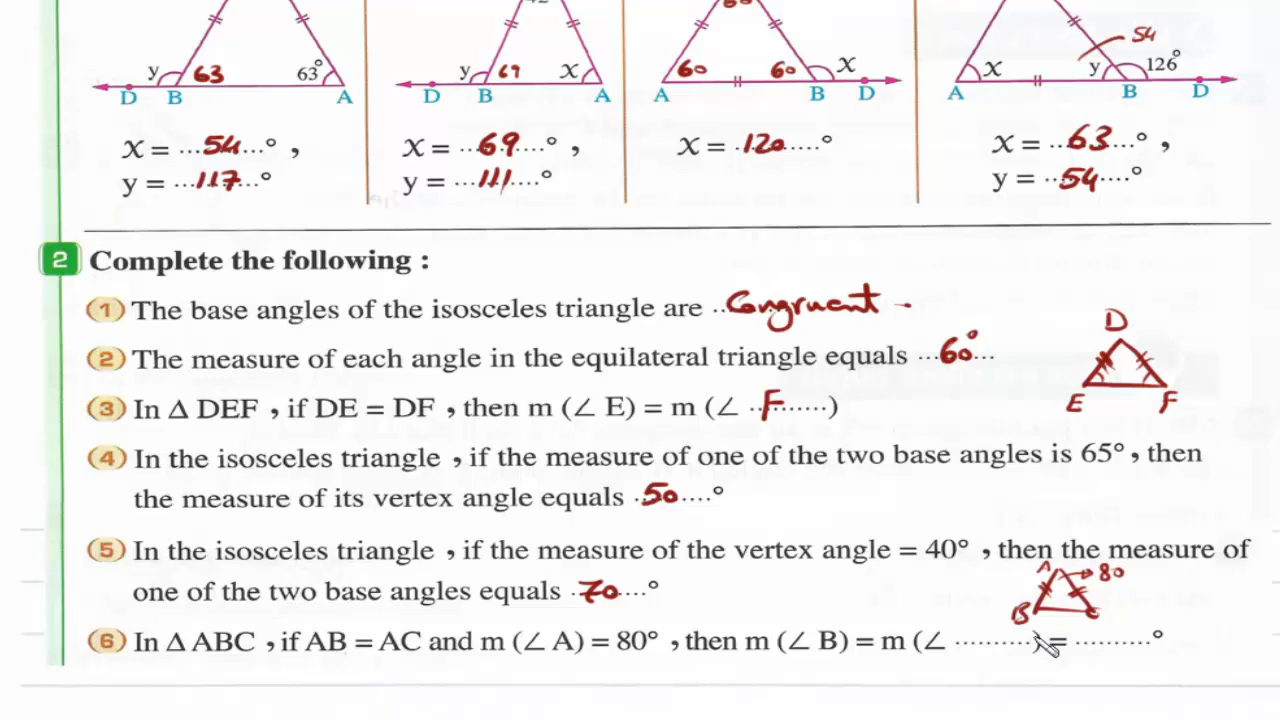 y 63 63° y 69 x 60 60 x x y 54 126°
D B A D B A A B D A B D
x = 54° , x = 69° , x = 120° x = 63° ,
y = 117° y = 111° y = 54°
2 Complete the following :
1 The base angles of the isosceles triangle are ..Congruent -
D
2 The measure of each angle in the equilateral triangle equals ...60°...
E F
3 In Δ DEF , if DE = DF , then m (∠ E) = m (∠ ..F........)
4 In the isosceles triangle , if the measure of one of the two base angles is 65° , then
the measure of its vertex angle equals .50....°
5 In the isosceles triangle , if the measure of the vertex angle = 40° , then the measure of
A 80
one of the two base angles equals .70...°
B C
6 In Δ ABC , if AB = AC and m (∠ A) = 80° , then m (∠ B) = m (∠ ..........) = ..........°